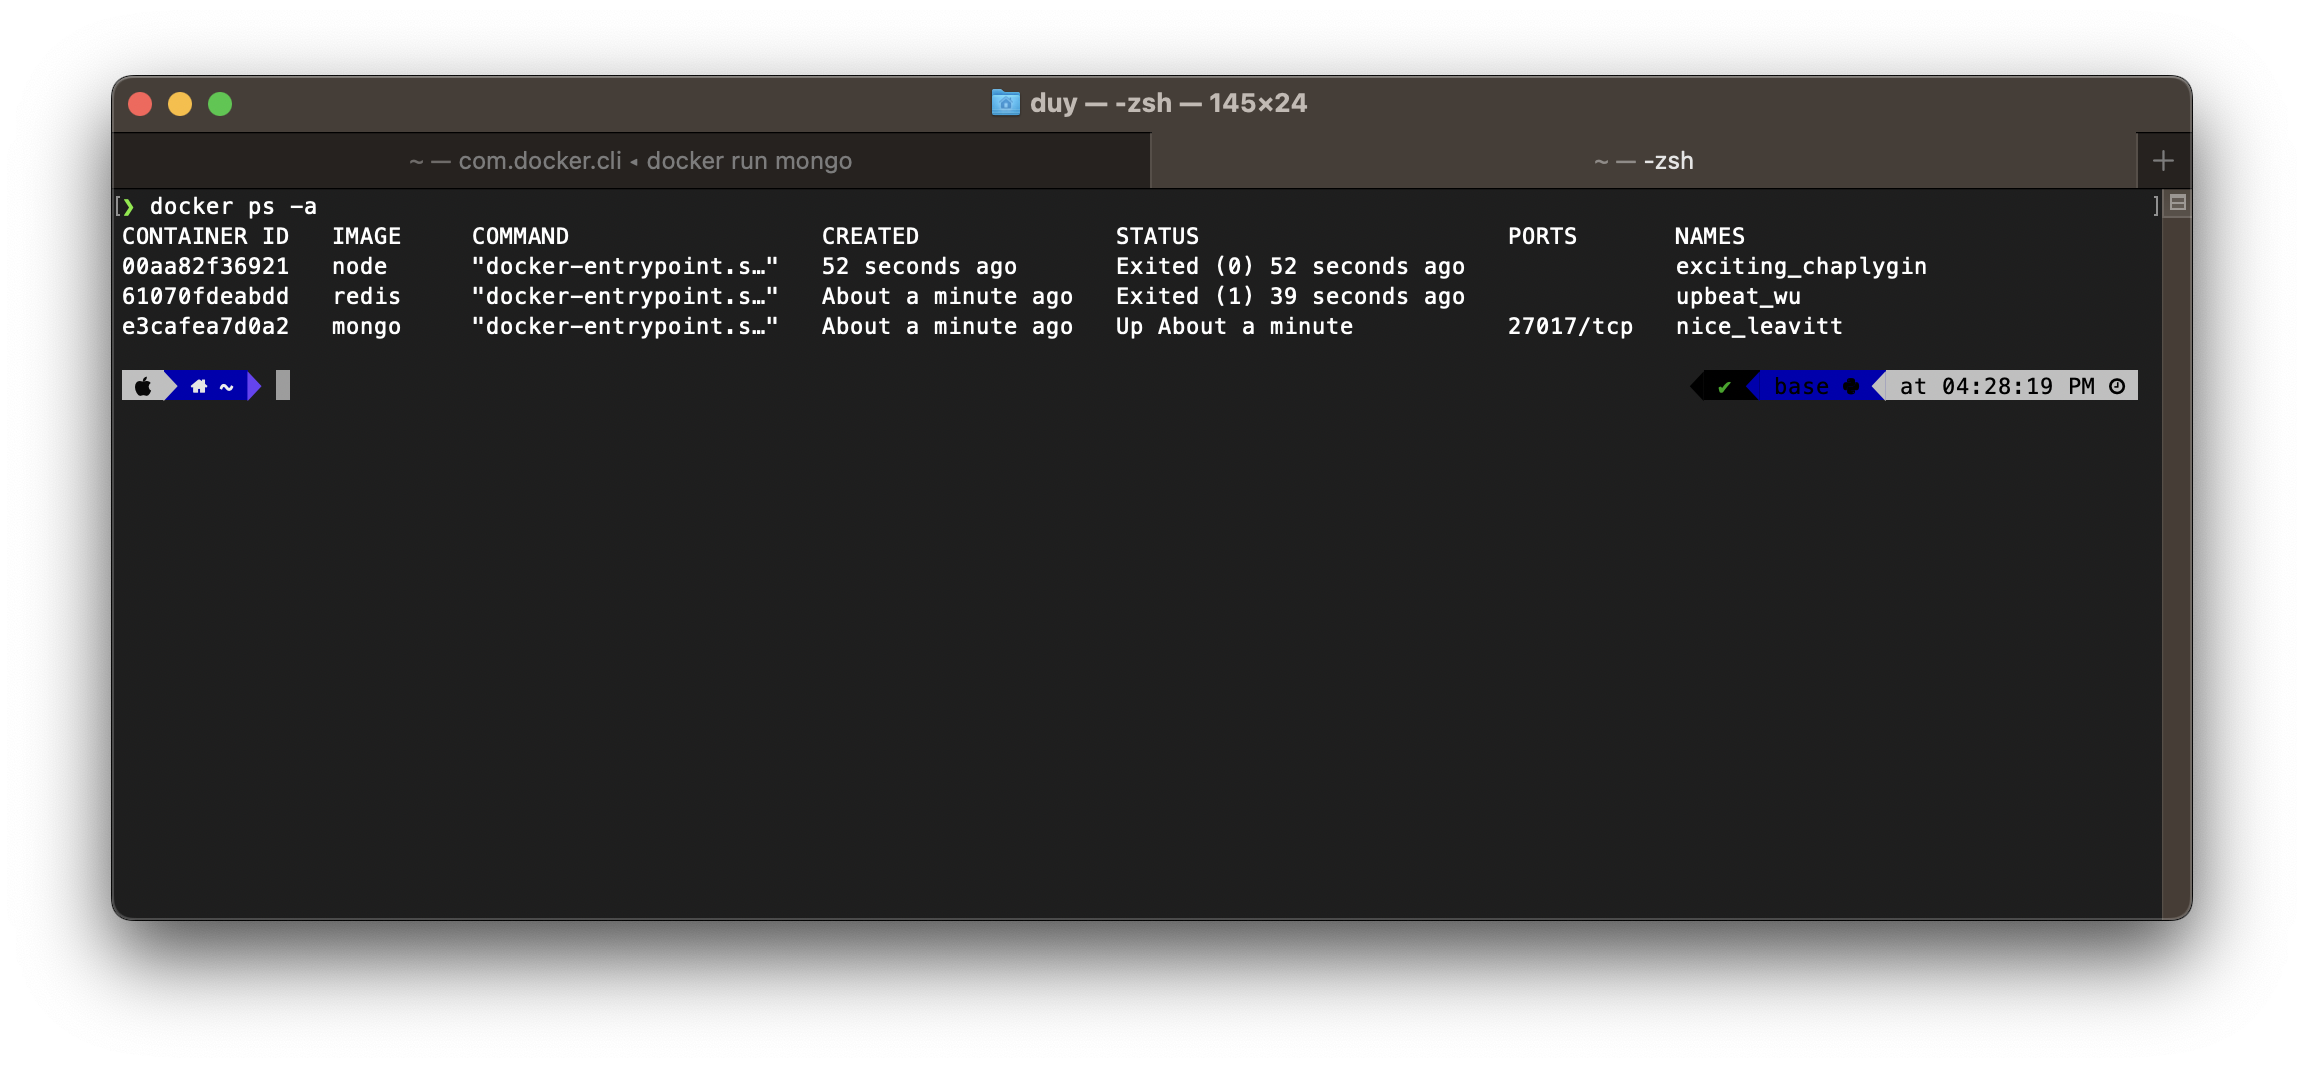 duy — -zsh — 145×24
~ — com.docker.cli ◂ docker run mongo
~ — -zsh
[❯ docker ps -a ]
CONTAINER ID IMAGE COMMAND CREATED STATUS PORTS NAMES
00aa82f36921 node "docker-entrypoint.s…" 52 seconds ago Exited (0) 52 seconds ago exciting_chaplygin
61070fdeabdd redis "docker-entrypoint.s…" About a minute ago Exited (1) 39 seconds ago upbeat_wu
e3cafea7d0a2 mongo "docker-entrypoint.s…" About a minute ago Up About a minute 27017/tcp nice_leavitt
~ ✔ base at 04:28:19 PM